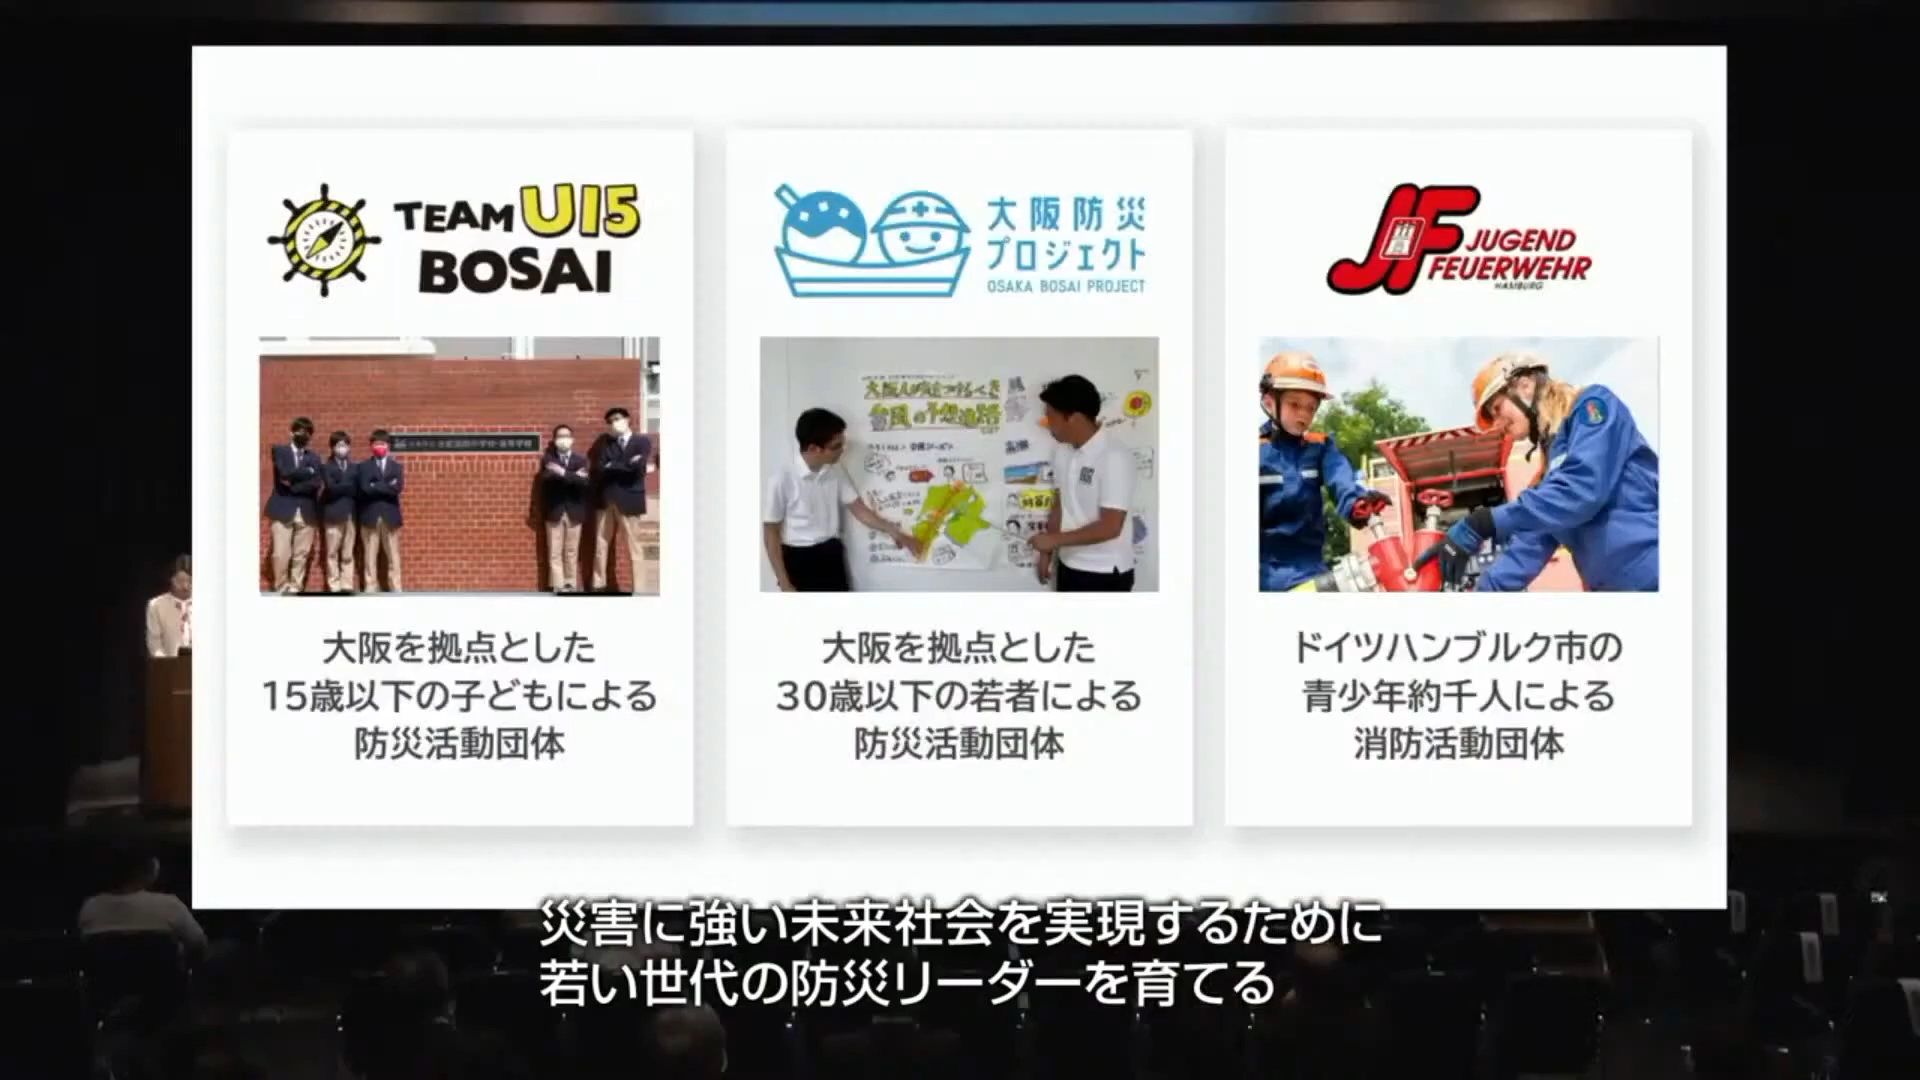 TEAM U15
BOSAI
大阪を拠点とした
15歳以下の子どもによる
防災活動団体
大阪防災
プロジェクト
OSAKA BOSAI PROJECT
大阪を拠点とした
30歳以下の若者による
防災活動団体
JF JUGEND
FEUERWEHR
HAMBURG
ドイツハンブルク市の
青少年約千人による
消防活動団体
災害に強い未来社会を実現するために
若い世代の防災リーダーを育てる